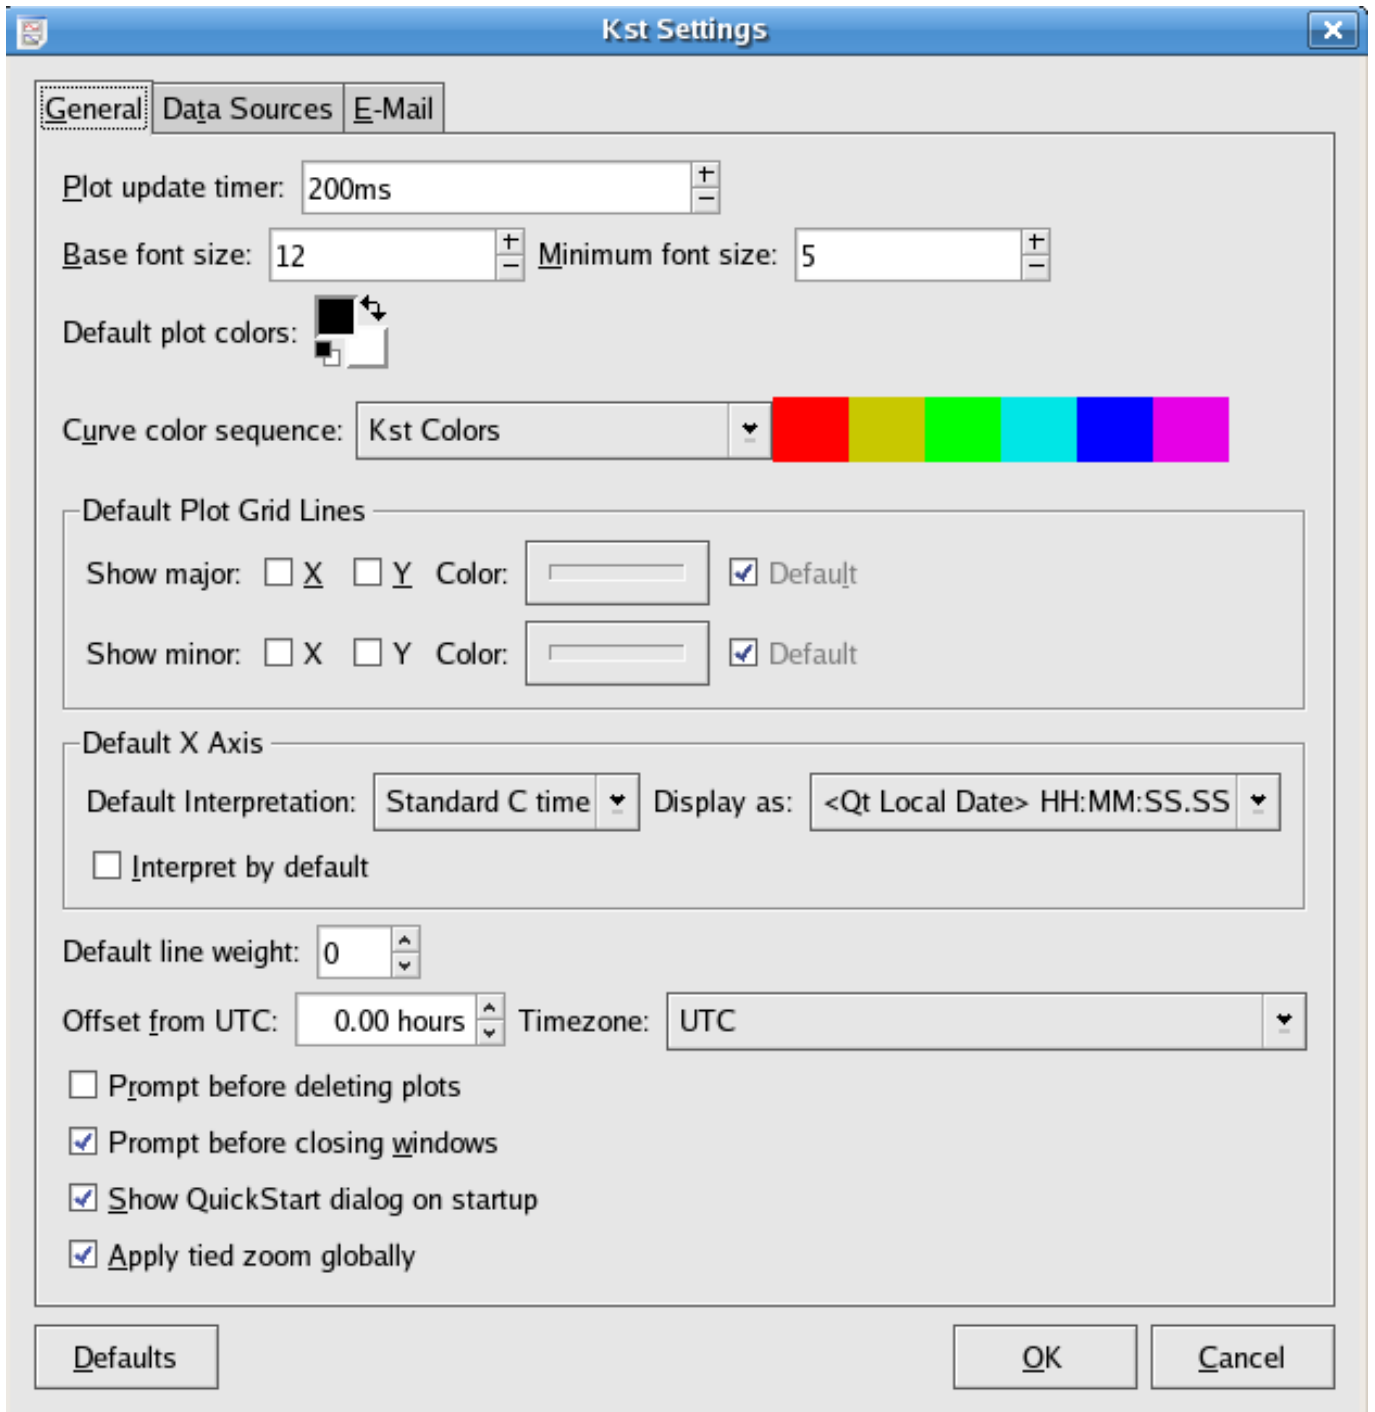 Kst Settings
General Data Sources E-Mail
Plot update timer: 200ms
Base font size: 12 Minimum font size: 5
Default plot colors:
Curve color sequence: Kst Colors
Default Plot Grid Lines
Show major: X Y Color: Default
Show minor: X Y Color: Default
Default X Axis
Default Interpretation: Standard C time Display as: <Qt Local Date> HH:MM:SS.SS
Interpret by default
Default line weight: 0
Offset from UTC: 0.00 hours Timezone: UTC
Prompt before deleting plots
Prompt before closing windows
Show QuickStart dialog on startup
Apply tied zoom globally
Defaults OK Cancel